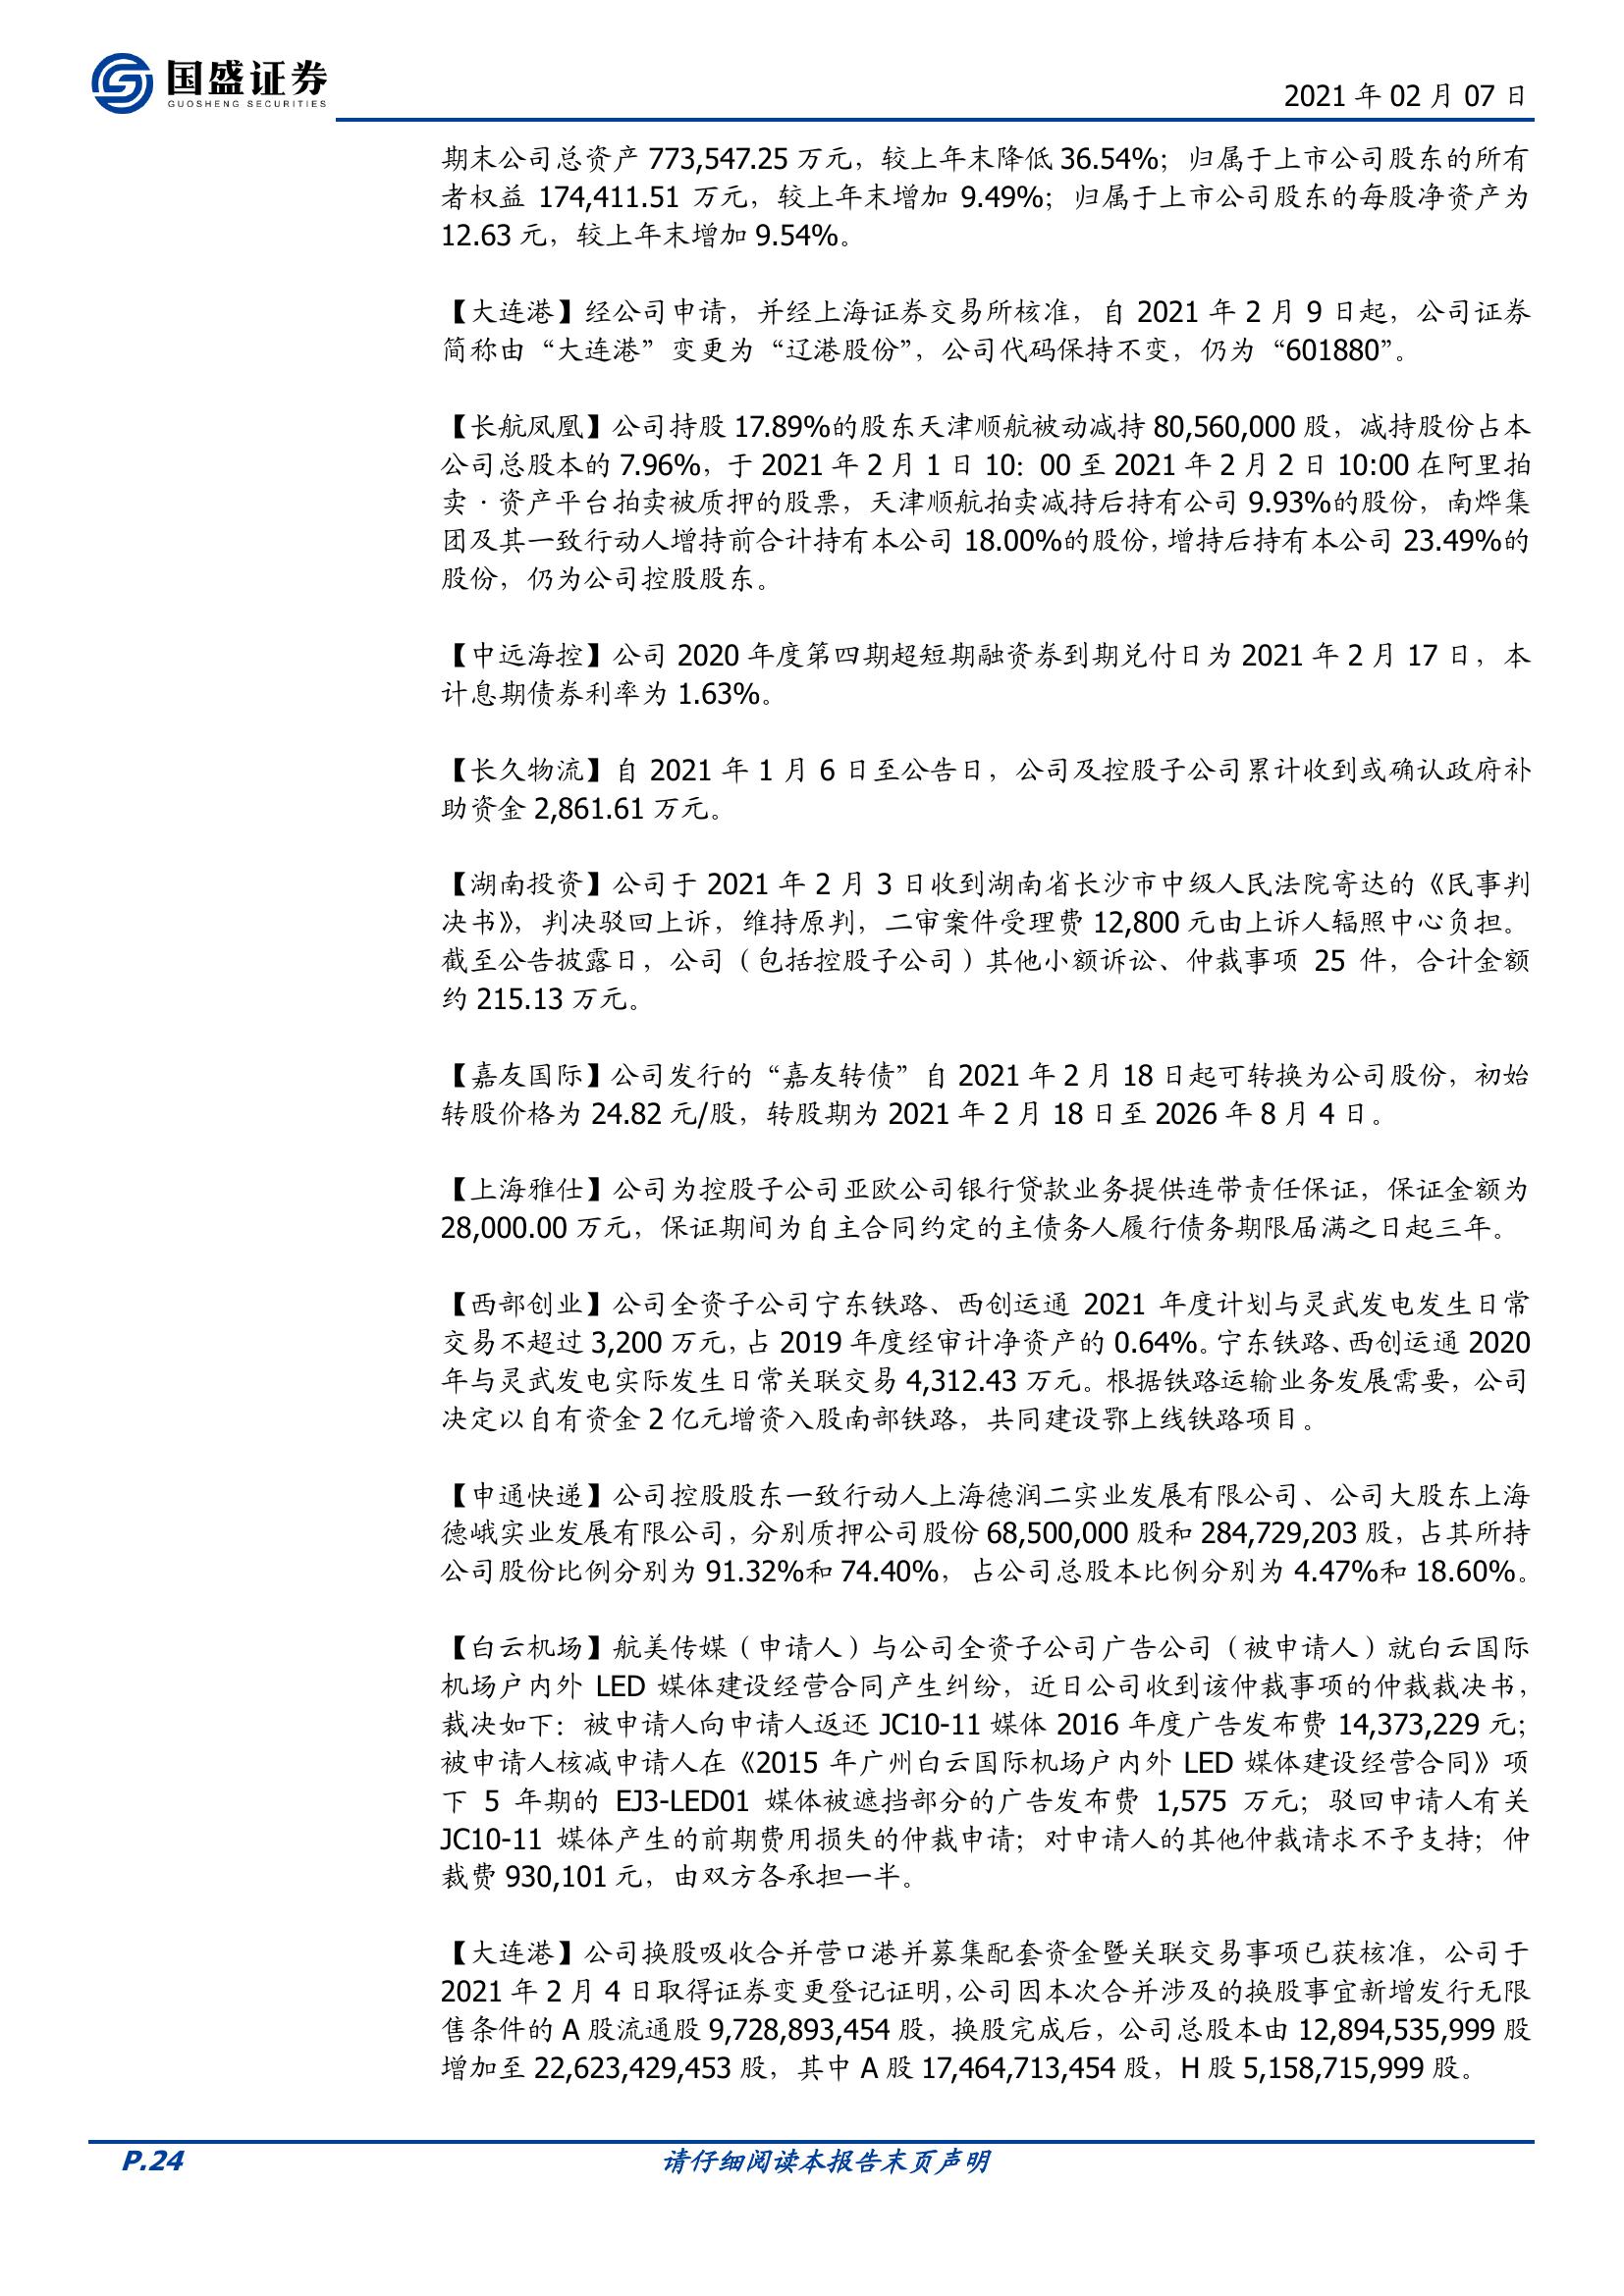 国盛证券
GUOSHENG SECURITIES
2021 年 02 月 07 日
期末公司总资产 773,547.25 万元，较上年末降低 36.54%；归属于上市公司股东的所有
者权益 174,411.51 万元，较上年末增加 9.49%；归属于上市公司股东的每股净资产为
12.63 元，较上年末增加 9.54%。
【大连港】经公司申请，并经上海证券交易所核准，自 2021 年 2 月 9 日起，公司证券
简称由“大连港”变更为“辽港股份”，公司代码保持不变，仍为“601880”。
【长航凤凰】公司持股 17.89%的股东天津顺航被动减持 80,560,000 股，减持股份占本
公司总股本的 7.96%，于 2021 年 2 月 1 日 10：00 至 2021 年 2 月 2 日 10:00 在阿里拍
卖·资产平台拍卖被质押的股票，天津顺航拍卖减持后持有公司 9.93%的股份，南烨集
团及其一致行动人增持前合计持有本公司 18.00%的股份，增持后持有本公司 23.49%的
股份，仍为公司控股股东。
【中远海控】公司 2020 年度第四期超短期融资券到期兑付日为 2021 年 2 月 17 日，本
计息期债券利率为 1.63%。
【长久物流】自 2021 年 1 月 6 日至公告日，公司及控股子公司累计收到或确认政府补
助资金 2,861.61 万元。
【湖南投资】公司于 2021 年 2 月 3 日收到湖南省长沙市中级人民法院寄达的《民事判
决书》，判决驳回上诉，维持原判，二审案件受理费 12,800 元由上诉人辐照中心负担。
截至公告披露日，公司（包括控股子公司）其他小额诉讼、仲裁事项 25 件，合计金额
约 215.13 万元。
【嘉友国际】公司发行的“嘉友转债”自 2021 年 2 月 18 日起可转换为公司股份，初始
转股价格为 24.82 元/股，转股期为 2021 年 2 月 18 日至 2026 年 8 月 4 日。
【上海雅仕】公司为控股子公司亚欧公司银行贷款业务提供连带责任保证，保证金额为
28,000.00 万元，保证期间为自主合同约定的主债务人履行债务期限届满之日起三年。
【西部创业】公司全资子公司宁东铁路、西创运通 2021 年度计划与灵武发电发生日常
交易不超过 3,200 万元，占 2019 年度经审计净资产的 0.64%。宁东铁路、西创运通 2020
年与灵武发电实际发生日常关联交易 4,312.43 万元。根据铁路运输业务发展需要，公司
决定以自有资金 2 亿元增资入股南部铁路，共同建设鄂上线铁路项目。
【申通快递】公司控股股东一致行动人上海德润二实业发展有限公司、公司大股东上海
德峨实业发展有限公司，分别质押公司股份 68,500,000 股和 284,729,203 股，占其所持
公司股份比例分别为 91.32%和 74.40%，占公司总股本比例分别为 4.47%和 18.60%。
【白云机场】航美传媒（申请人）与公司全资子公司广告公司（被申请人）就白云国际
机场户内外 LED 媒体建设经营合同产生纠纷，近日公司收到该仲裁事项的仲裁裁决书，
裁决如下：被申请人向申请人返还 JC10-11 媒体 2016 年度广告发布费 14,373,229 元；
被申请人核减申请人在《2015 年广州白云国际机场户内外 LED 媒体建设经营合同》项
下 5 年期的 EJ3-LED01 媒体被遮挡部分的广告发布费 1,575 万元；驳回申请人有关
JC10-11 媒体产生的前期费用损失的仲裁申请；对申请人的其他仲裁请求不予支持；仲
裁费 930,101 元，由双方各承担一半。
【大连港】公司换股吸收合并营口港并募集配套资金暨关联交易事项已获核准，公司于
2021 年 2 月 4 日取得证券变更登记证明，公司因本次合并涉及的换股事宜新增发行无限
售条件的 A 股流通股 9,728,893,454 股，换股完成后，公司总股本由 12,894,535,999 股
增加至 22,623,429,453 股，其中 A 股 17,464,713,454 股，H 股 5,158,715,999 股。
P.24
请仔细阅读本报告末页声明